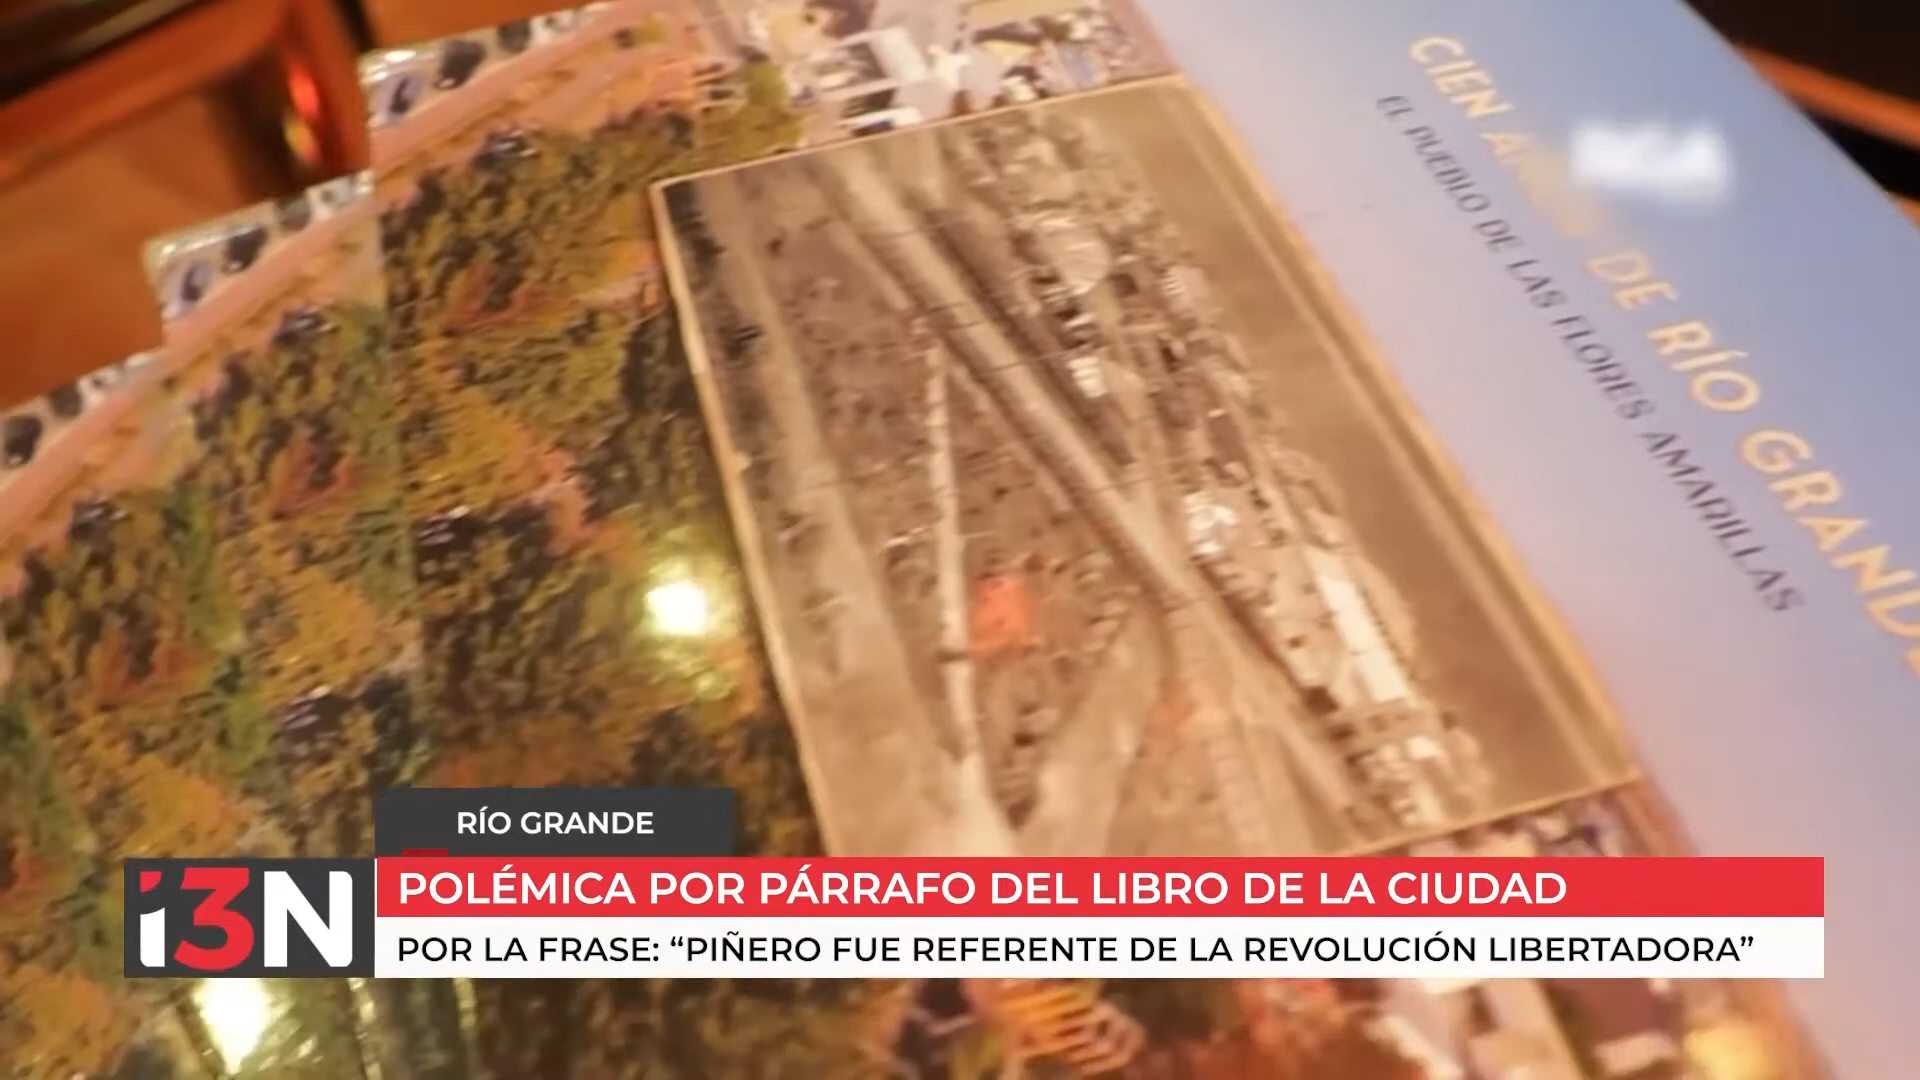 CIEN AÑOS DE RÍO GRANDE
EL PUEBLO DE LAS FLORES AMARILLAS
RÍO GRANDE
i3N
POLÉMICA POR PÁRRAFO DEL LIBRO DE LA CIUDAD
POR LA FRASE: “PIÑERO FUE REFERENTE DE LA REVOLUCIÓN LIBERTADORA”